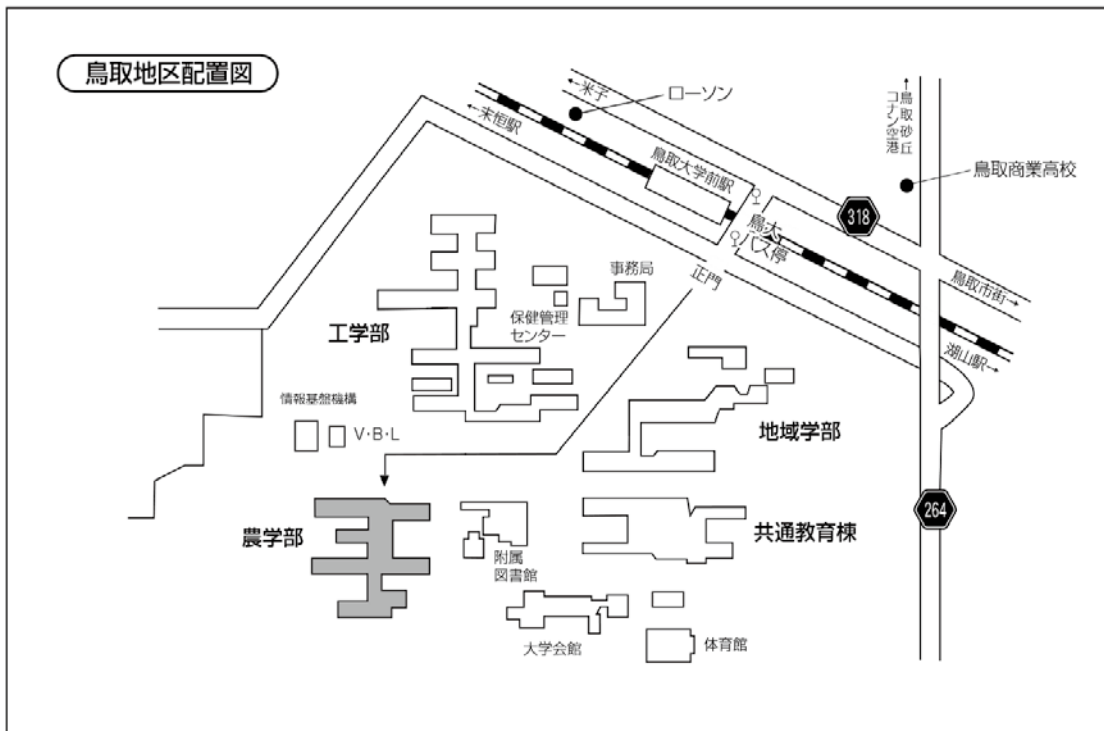 鳥取地区配置図
←米子
ローソン
←末恒駅
鳥取大学前駅
←鳥取砂丘
コナン空港
鳥取商業高校
318
鳥大
バス停
正門
事務局
鳥取市街→
湖山駅→
保健管理
センター
工学部
情報基盤機構
V・B・L
地域学部
264
農学部
附属
図書館
共通教育棟
大学会館
体育館